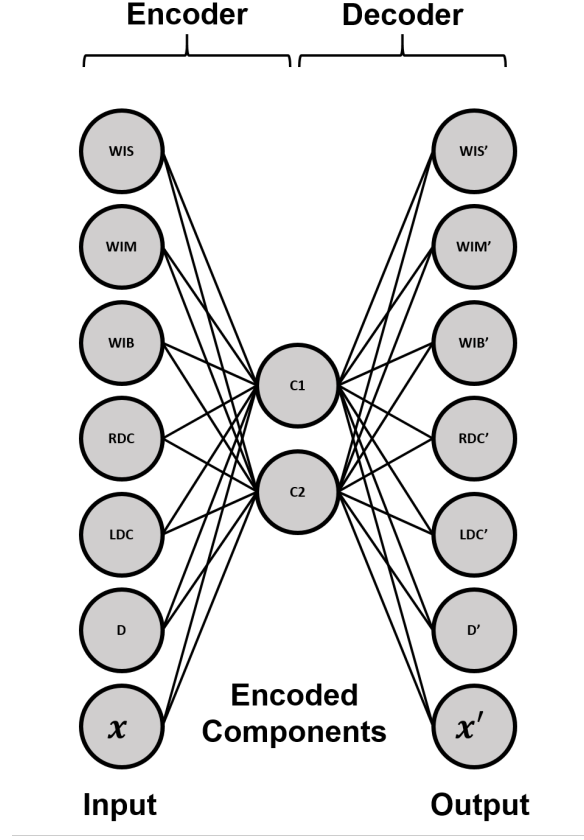 Encoder
Decoder
WIS
WIS’
WIM
WIM’
WIB
WIB’
C1
RDC
RDC’
C2
LDC
LDC’
D
D’
Encoded
Components
x
x′
Input
Output